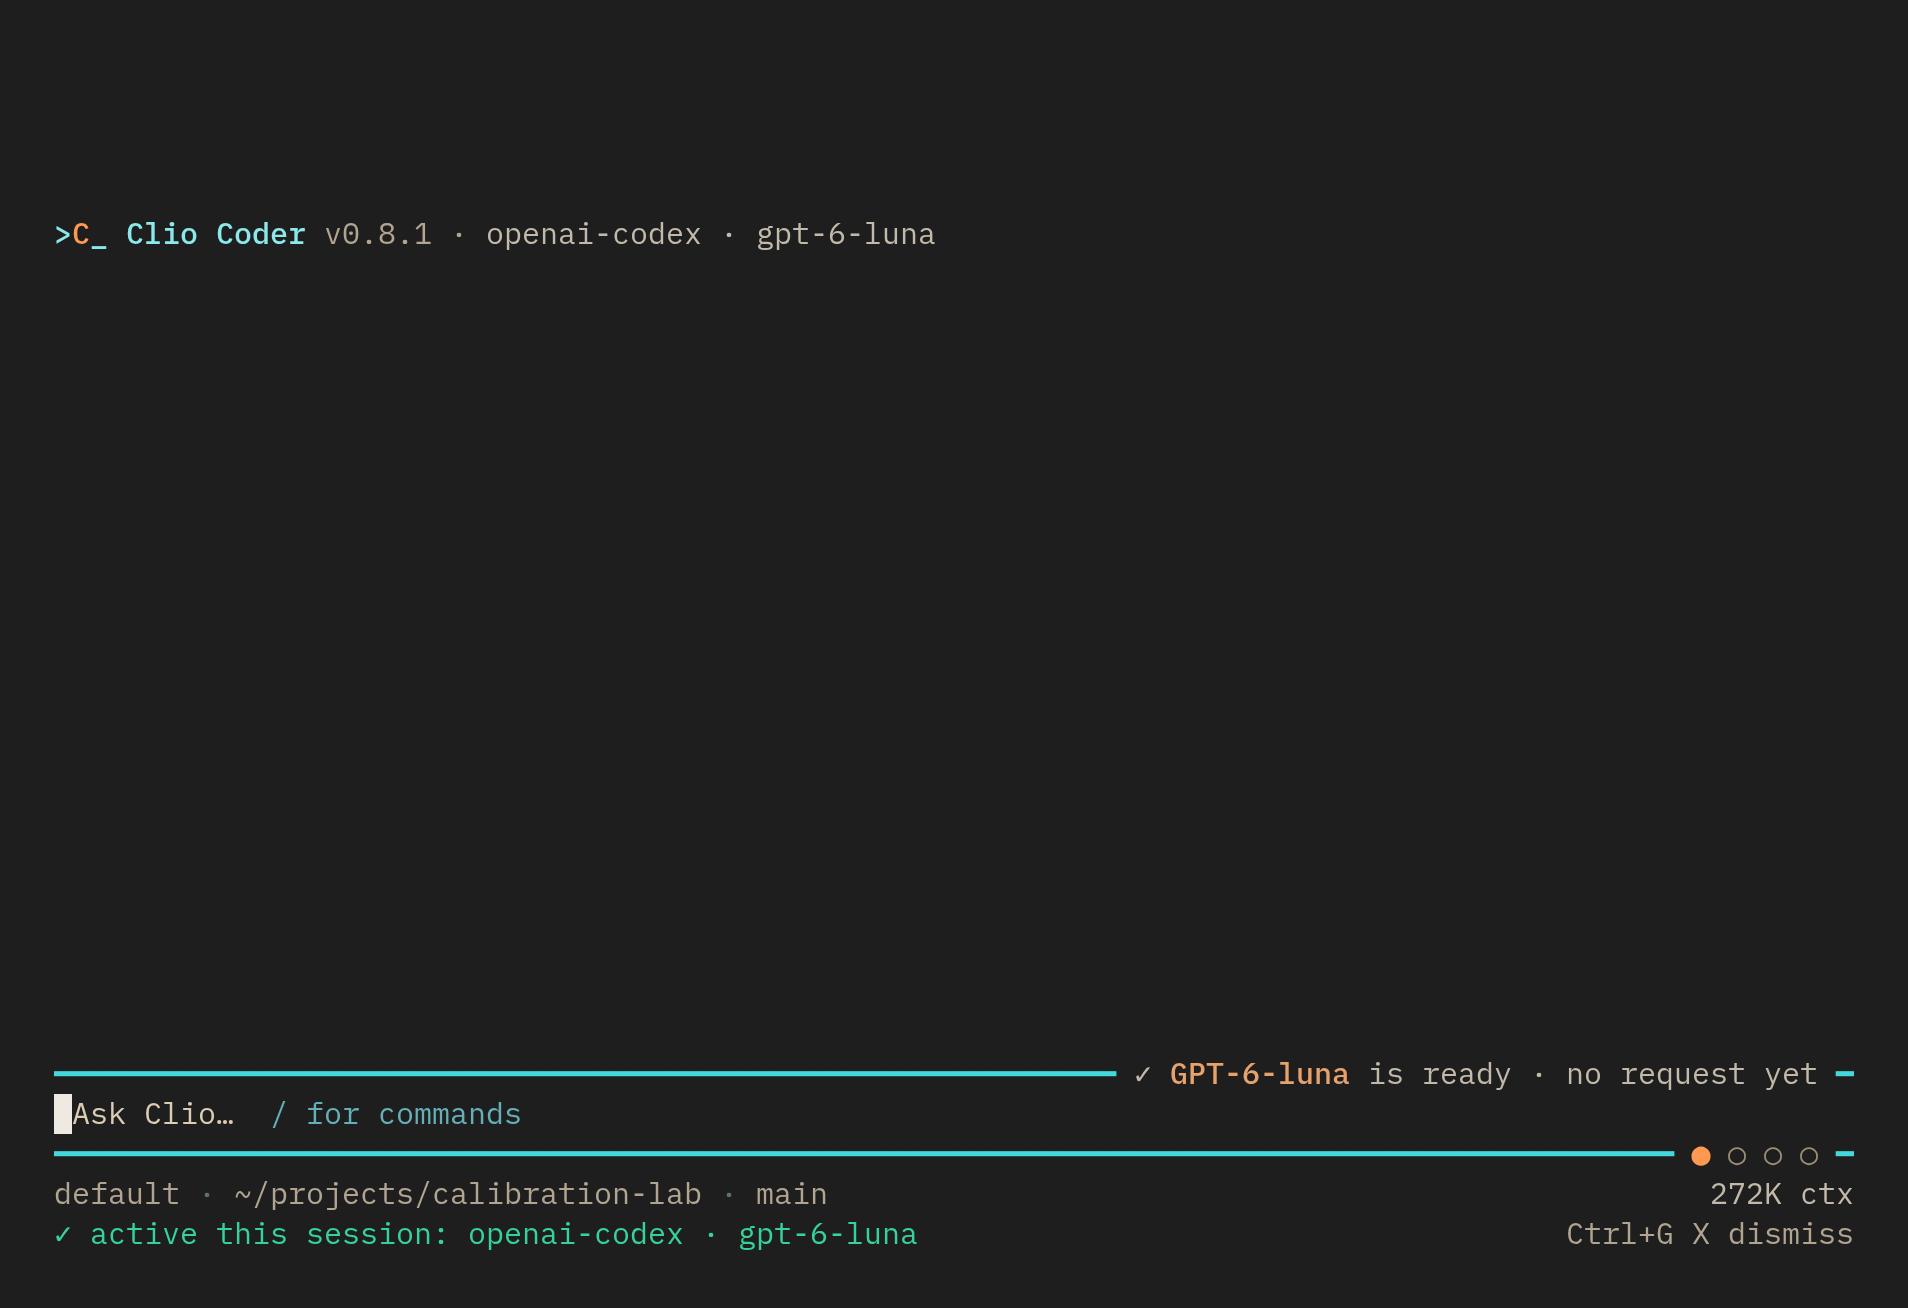 >C_ Clio Coder v0.8.1 · openai-codex · gpt-6-luna
✓ GPT-6-luna is ready · no request yet
Ask Clio… / for commands
default · ~/projects/calibration-lab · main 272K ctx
✓ active this session: openai-codex · gpt-6-luna Ctrl+G X dismiss